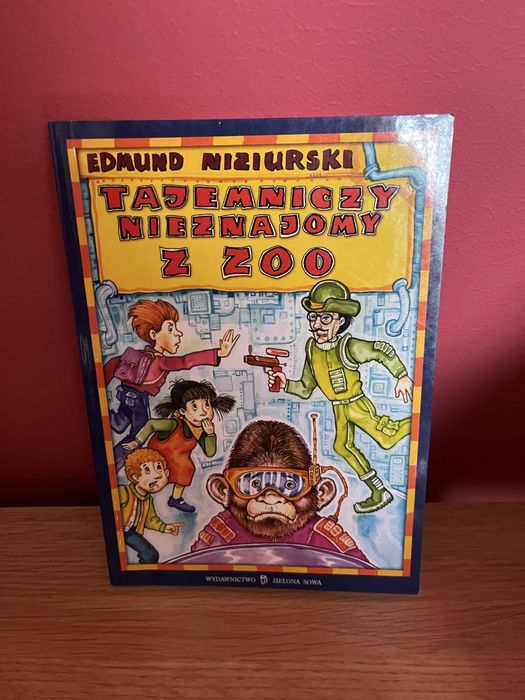 EDMUND NIZIURSKI
TAJEMNICZY
NIEZNAJOMY
Z ZOO
WYDAWNICTWO ZIELONA SOWA